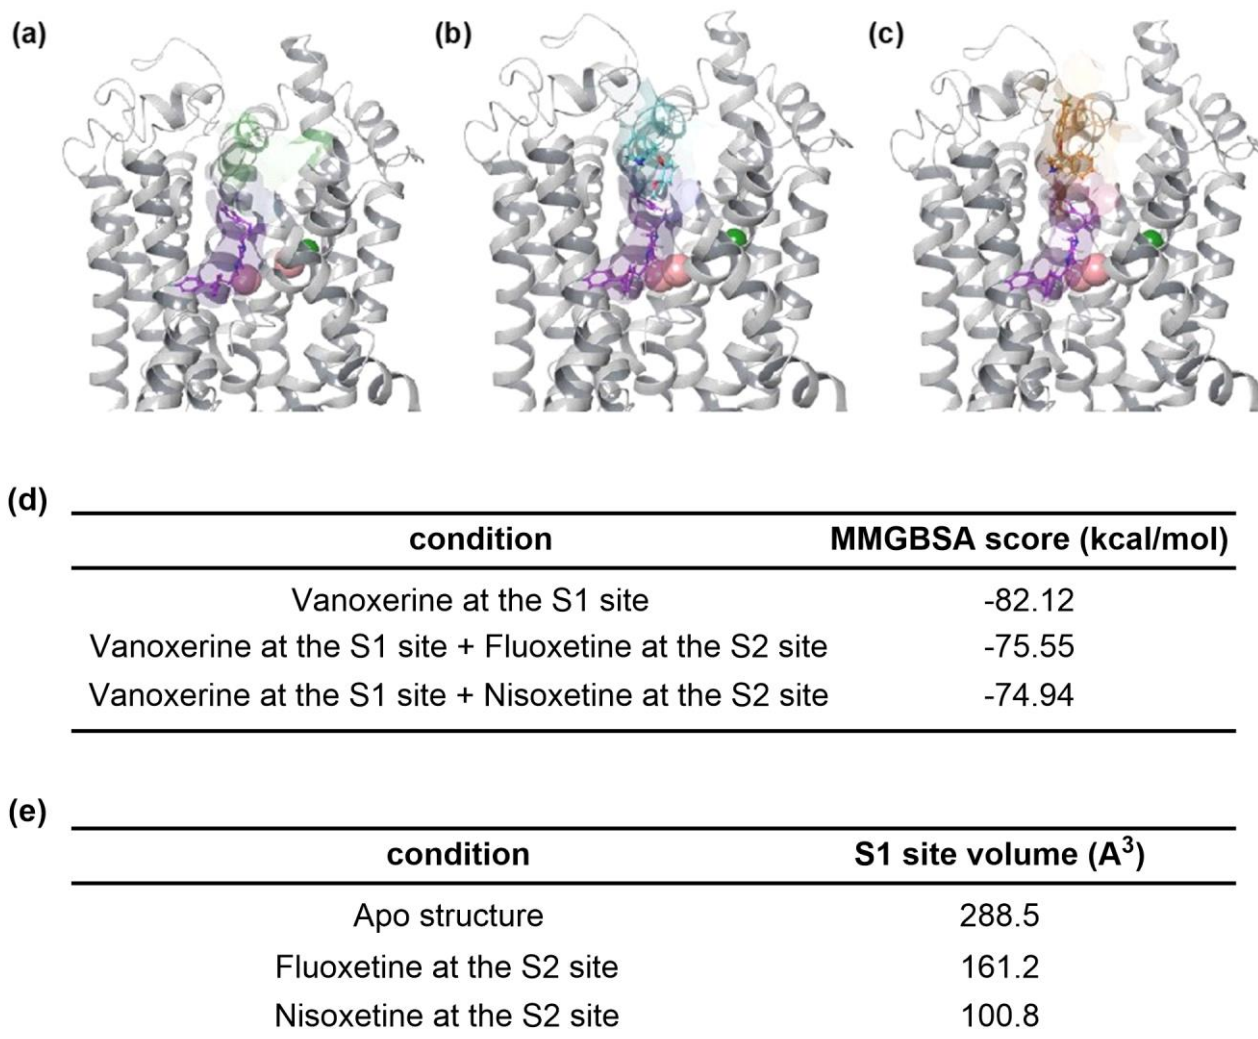 (a) (b) (c)
(d)
condition MMGBSA score (kcal/mol)
Vanoxerine at the S1 site -82.12
Vanoxerine at the S1 site + Fluoxetine at the S2 site -75.55
Vanoxerine at the S1 site + Nisoxetine at the S2 site -74.94
(e)
condition S1 site volume (A³)
Apo structure 288.5
Fluoxetine at the S2 site 161.2
Nisoxetine at the S2 site 100.8